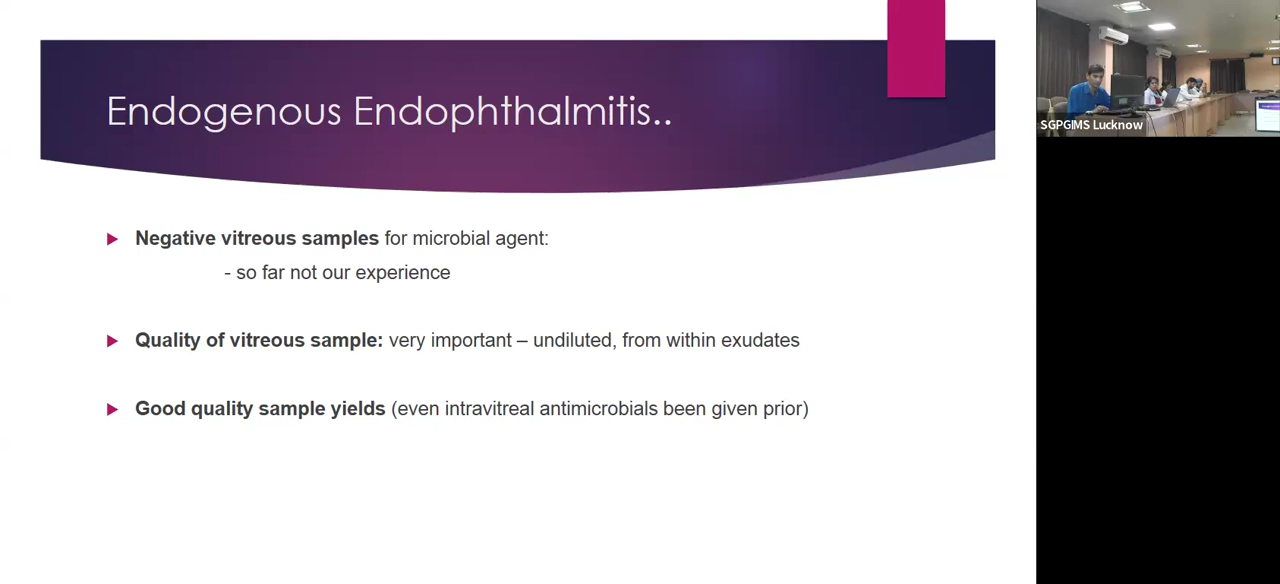 Endogenous Endophthalmitis..
Negative vitreous samples for microbial agent:
- so far not our experience
Quality of vitreous sample: very important – undiluted, from within exudates
Good quality sample yields (even intravitreal antimicrobials been given prior)
SGPGIMS Lucknow